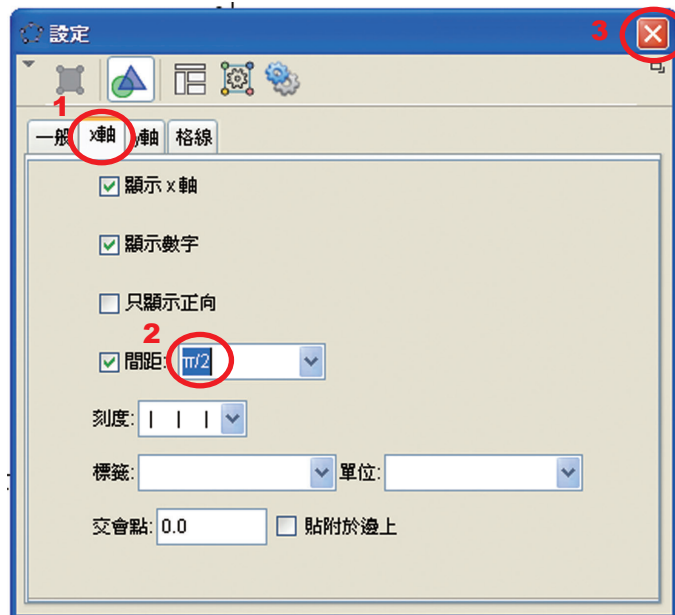 設定 3
1
一般 x軸 y軸 格線
顯示 x 軸
顯示數字
只顯示正向
2
間距: π/2
刻度: | | |
標籤: 單位:
交會點: 0.0 貼附於邊上